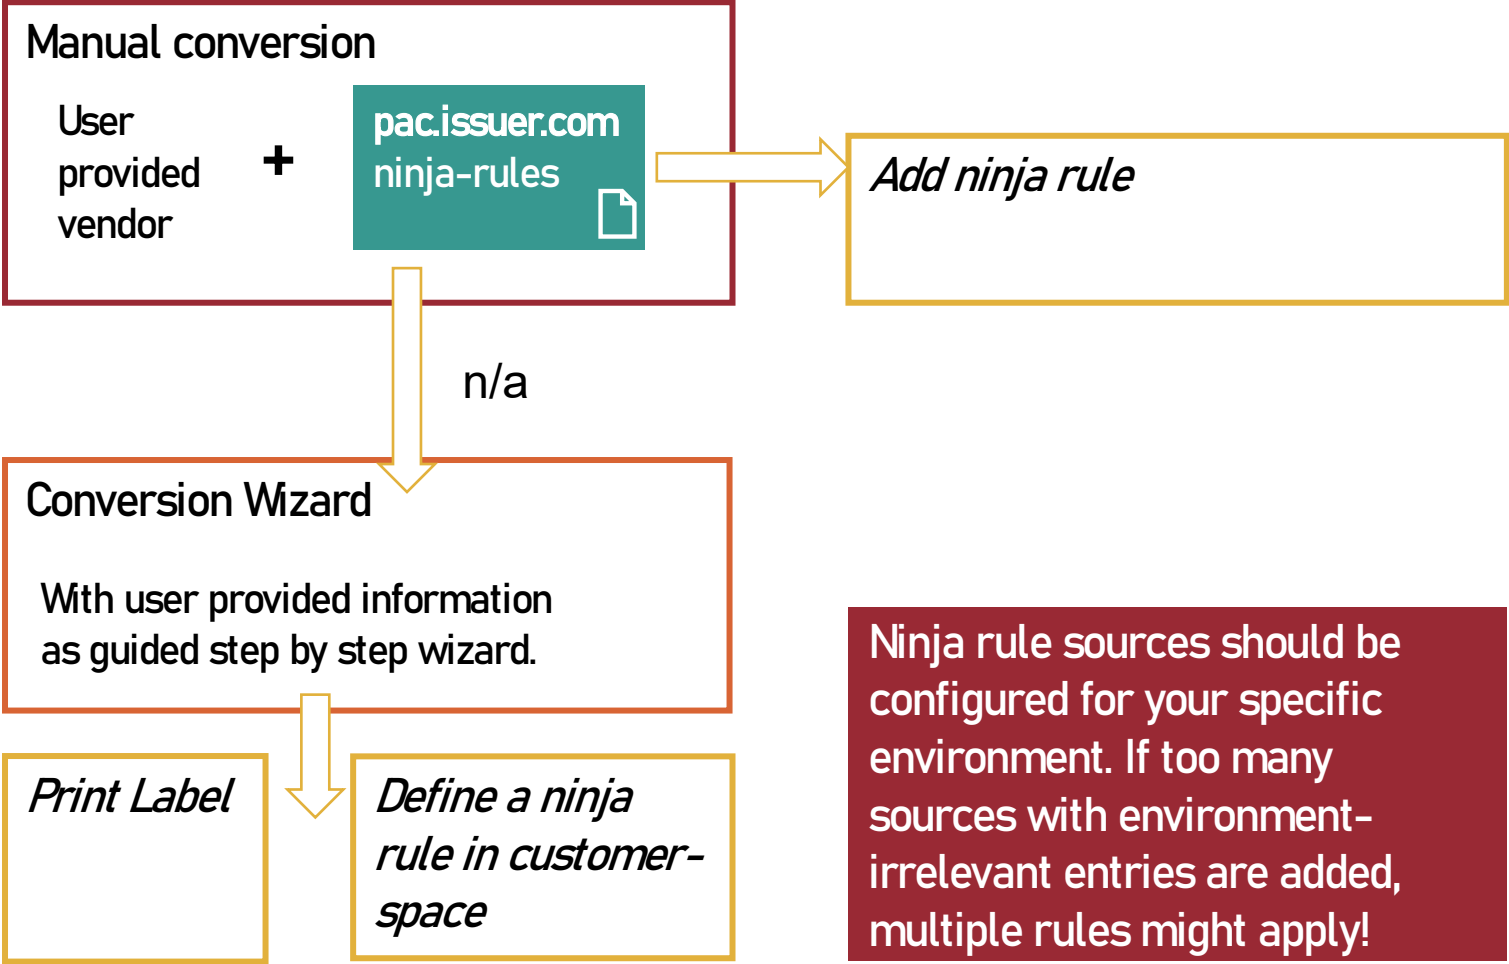 Manual conversion
User
provided
vendor
+
pac.issuer.com
ninja-rules
Add ninja rule
n/a
Conversion Wizard
With user provided information
as guided step by step wizard.
Print Label
Define a ninja
rule in customer-
space
Ninja rule sources should be
configured for your specific
environment. If too many
sources with environment-
irrelevant entries are added,
multiple rules might apply!